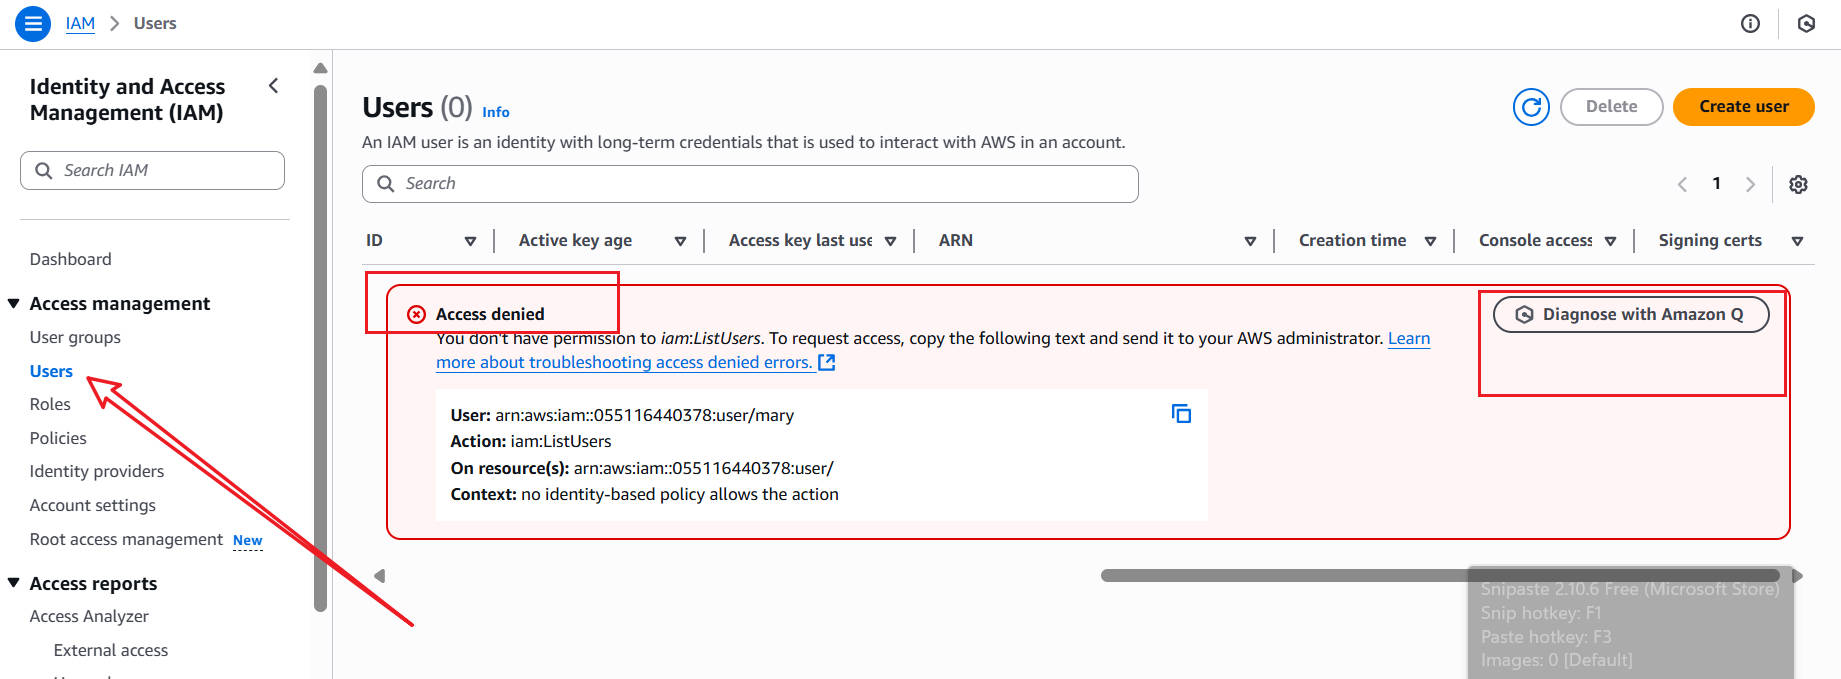 IAM > Users
Identity and Access
Management (IAM)
Search IAM
Dashboard
Access management
User groups
Users
Roles
Policies
Identity providers
Account settings
Root access management New
Access reports
Access Analyzer
External access
Users (0) Info
Delete
Create user
An IAM user is an identity with long-term credentials that is used to interact with AWS in an account.
Search
1
ID
Active key age
Access key last use
ARN
Creation time
Console access
Signing certs
Access denied
Diagnose with Amazon Q
You don't have permission to iam:ListUsers. To request access, copy the following text and send it to your AWS administrator. Learn
more about troubleshooting access denied errors.
User: arn:aws:iam::055116440378:user/mary
Action: iam:ListUsers
On resource(s): arn:aws:iam::055116440378:user/
Context: no identity-based policy allows the action
Snipaste 2.10.6 Free (Microsoft Store)
Snip hotkey: F1
Paste hotkey: F3
Images: 0 [Default]